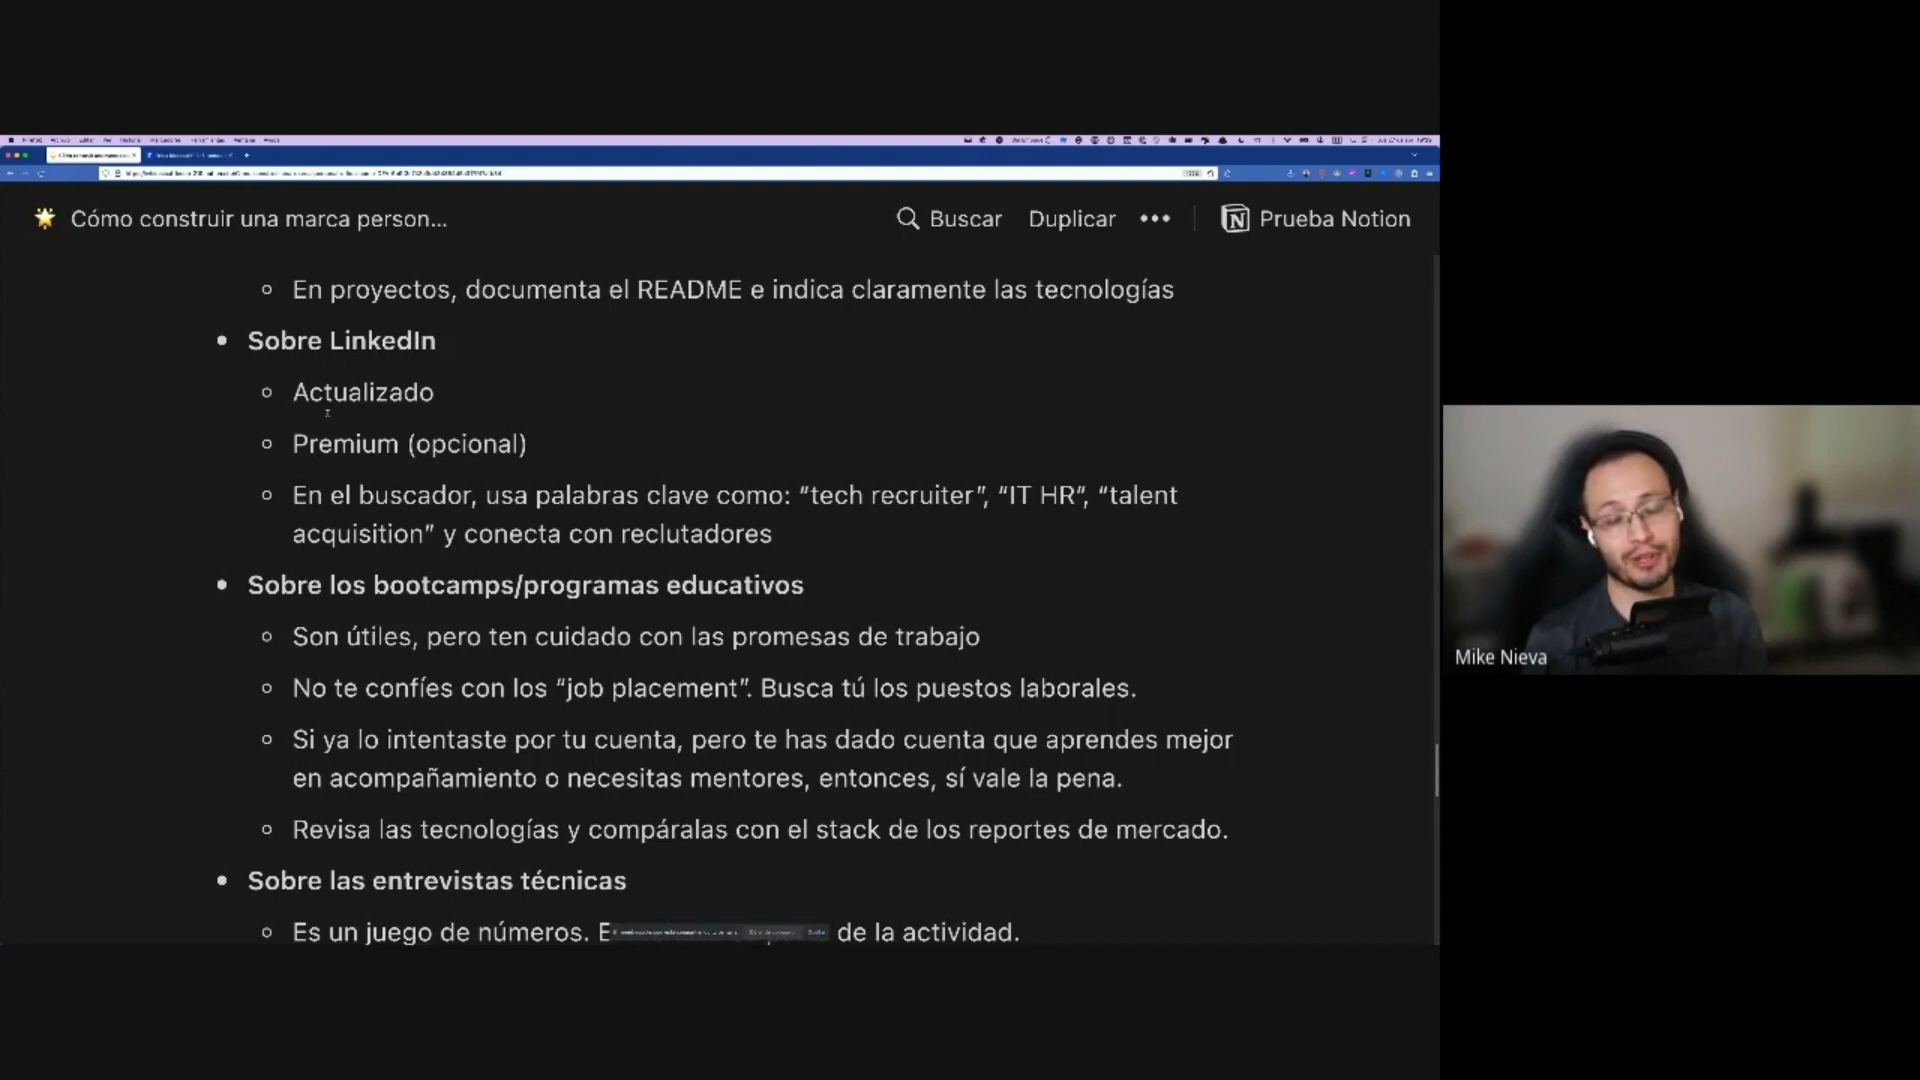 Cómo construir una marca person...
Buscar
Duplicar
Prueba Notion
En proyectos, documenta el README e indica claramente las tecnologías
Sobre LinkedIn
Actualizado
Premium (opcional)
En el buscador, usa palabras clave como: “tech recruiter”, “IT HR”, “talent
acquisition” y conecta con reclutadores
Sobre los bootcamps/programas educativos
Son útiles, pero ten cuidado con las promesas de trabajo
No te confíes con los “job placement”. Busca tú los puestos laborales.
Si ya lo intentaste por tu cuenta, pero te has dado cuenta que aprendes mejor
en acompañamiento o necesitas mentores, entonces, sí vale la pena.
Revisa las tecnologías y compáralas con el stack de los reportes de mercado.
Sobre las entrevistas técnicas
Es un juego de números. E de la actividad.
Mike Nieva